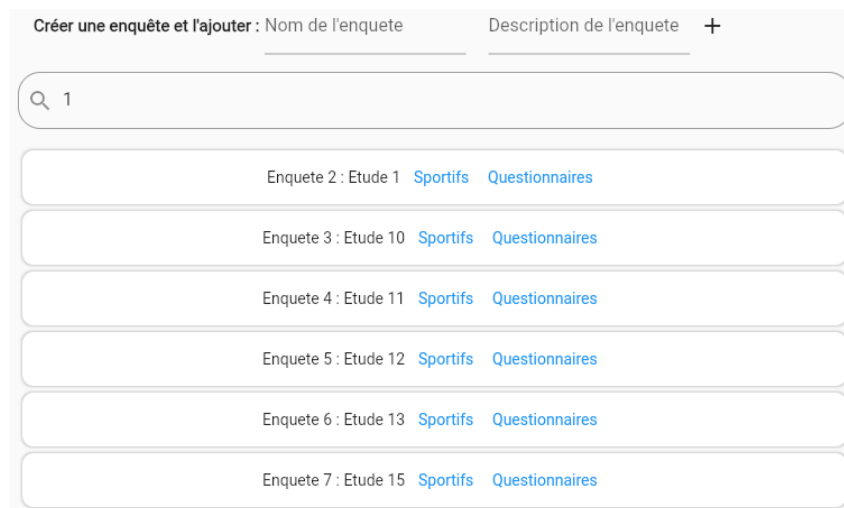 Créer une enquête et l'ajouter : Nom de l'enquete Description de l'enquete +
1
Enquete 2 : Etude 1 Sportifs Questionnaires
Enquete 3 : Etude 10 Sportifs Questionnaires
Enquete 4 : Etude 11 Sportifs Questionnaires
Enquete 5 : Etude 12 Sportifs Questionnaires
Enquete 6 : Etude 13 Sportifs Questionnaires
Enquete 7 : Etude 15 Sportifs Questionnaires